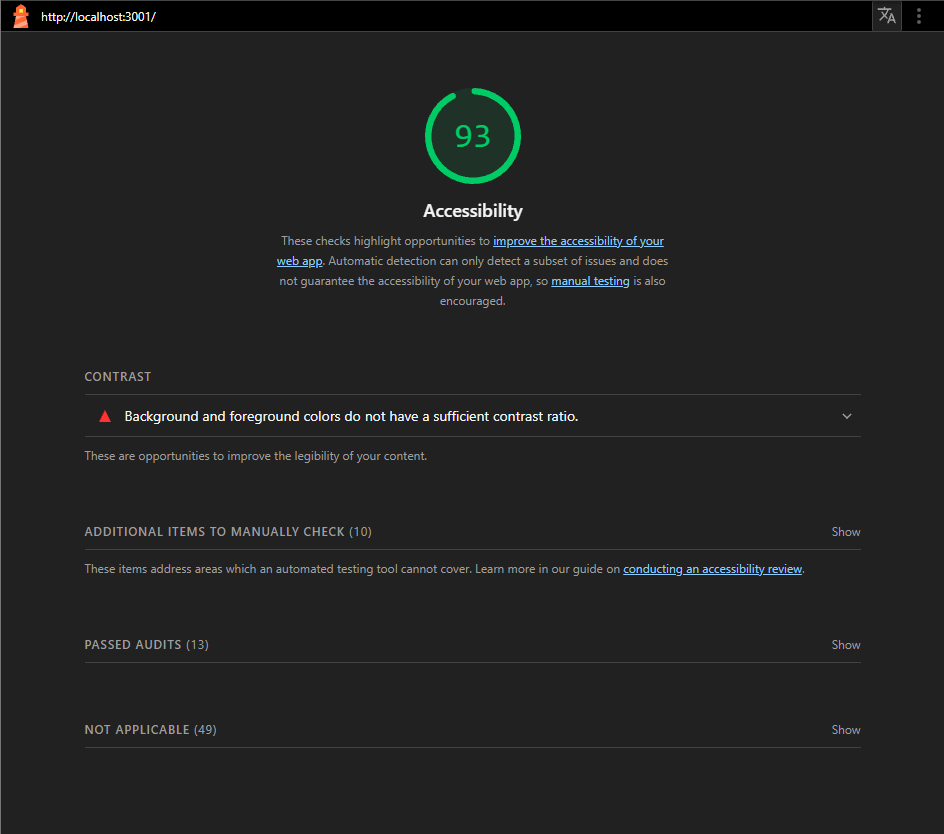 http://localhost:3001/
93
Accessibility
These checks highlight opportunities to improve the accessibility of your
web app. Automatic detection can only detect a subset of issues and does
not guarantee the accessibility of your web app, so manual testing is also
encouraged.
CONTRAST
Background and foreground colors do not have a sufficient contrast ratio.
These are opportunities to improve the legibility of your content.
ADDITIONAL ITEMS TO MANUALLY CHECK (10) Show
These items address areas which an automated testing tool cannot cover. Learn more in our guide on conducting an accessibility review.
PASSED AUDITS (13) Show
NOT APPLICABLE (49) Show